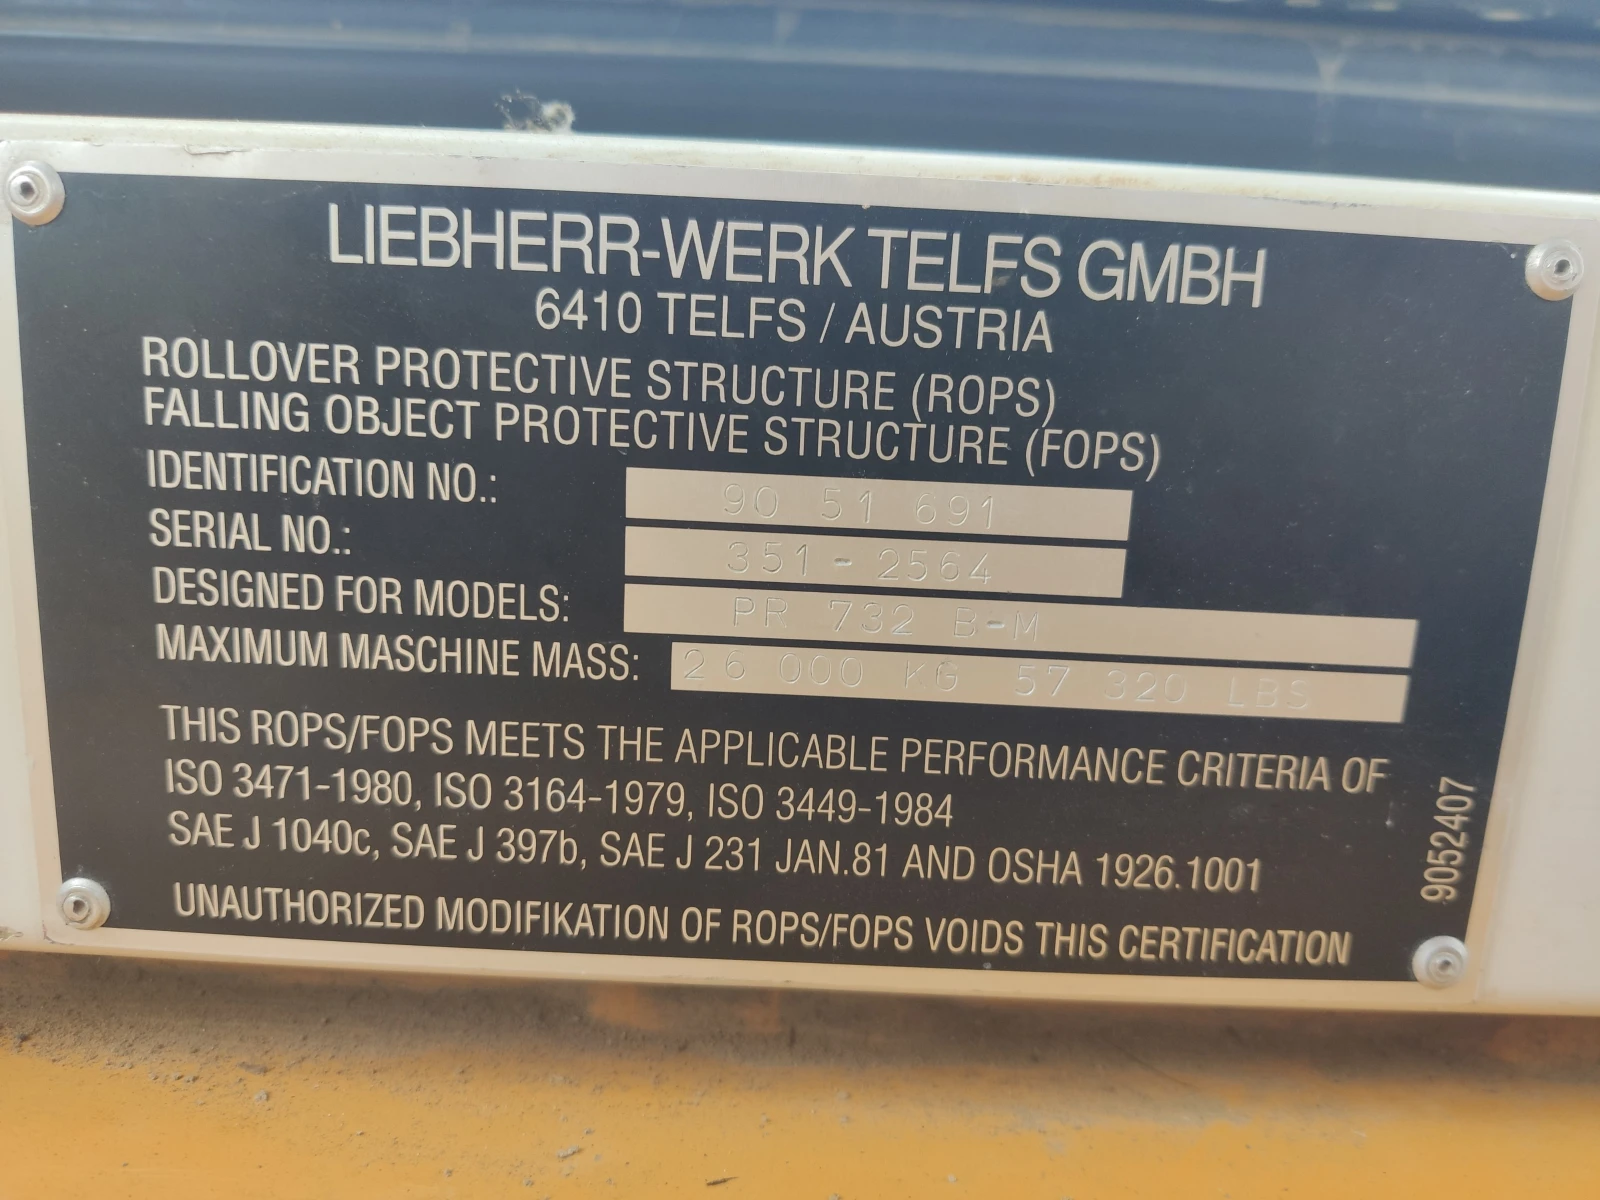 LIEBHERR-WERK TELFS GMBH
6410 TELFS / AUSTRIA
ROLLOVER PROTECTIVE STRUCTURE (ROPS)
FALLING OBJECT PROTECTIVE STRUCTURE (FOPS)
IDENTIFICATION NO.: 90 51 691
SERIAL NO.: 351-2564
DESIGNED FOR MODELS: PR 732 B-M
MAXIMUM MASCHINE MASS: 26 000 KG 57 320 LBS
THIS ROPS/FOPS MEETS THE APPLICABLE PERFORMANCE CRITERIA OF
ISO 3471-1980, ISO 3164-1979, ISO 3449-1984
SAE J 1040c, SAE J 397b, SAE J 231 JAN.81 AND OSHA 1926.1001
UNAUTHORIZED MODIFIKATION OF ROPS/FOPS VOIDS THIS CERTIFICATION
9052407